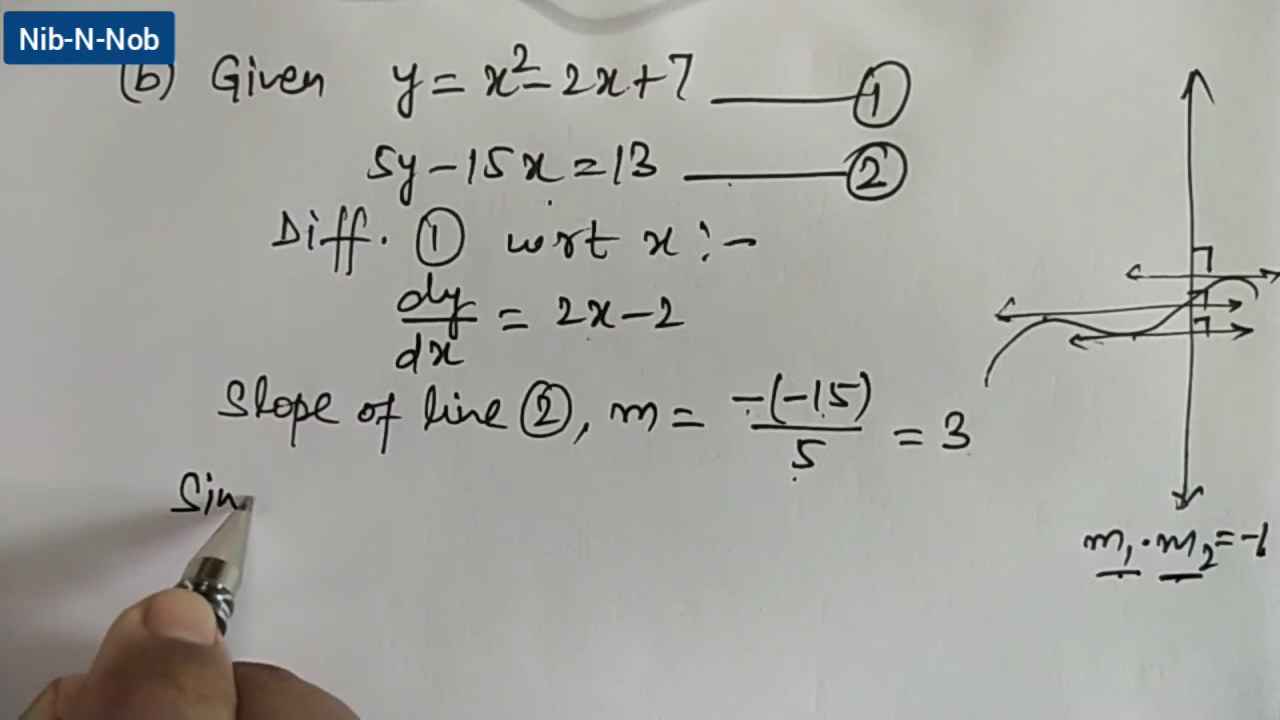 Nib-N-Nob
(b) Given y = x² - 2x + 7 ——— ①
5y - 15x = 13 ——— ②
Diff. ① wrt x :-
dy/dx = 2x - 2
Slope of line ②, m = -(-15)/5 = 3
Sin
m₁ · m₂ = -1